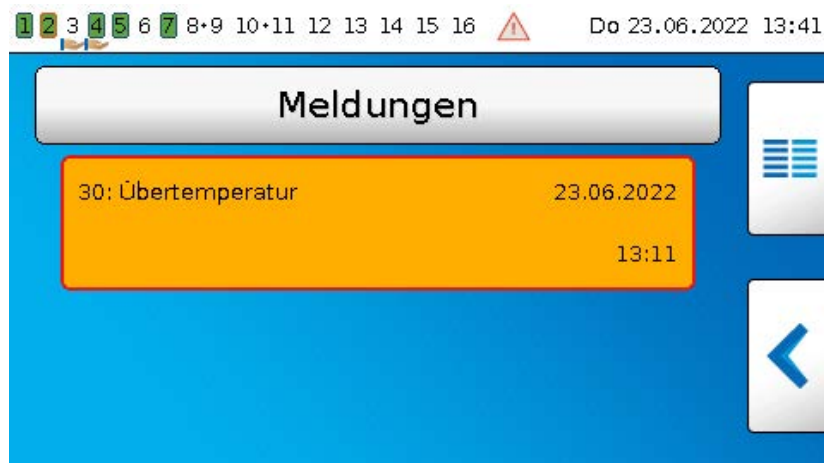 1 2 3 4 5 6 7 8•9 10•11 12 13 14 15 16 Do 23.06.2022 13:41
Meldungen
30: Übertemperatur 23.06.2022
13:11